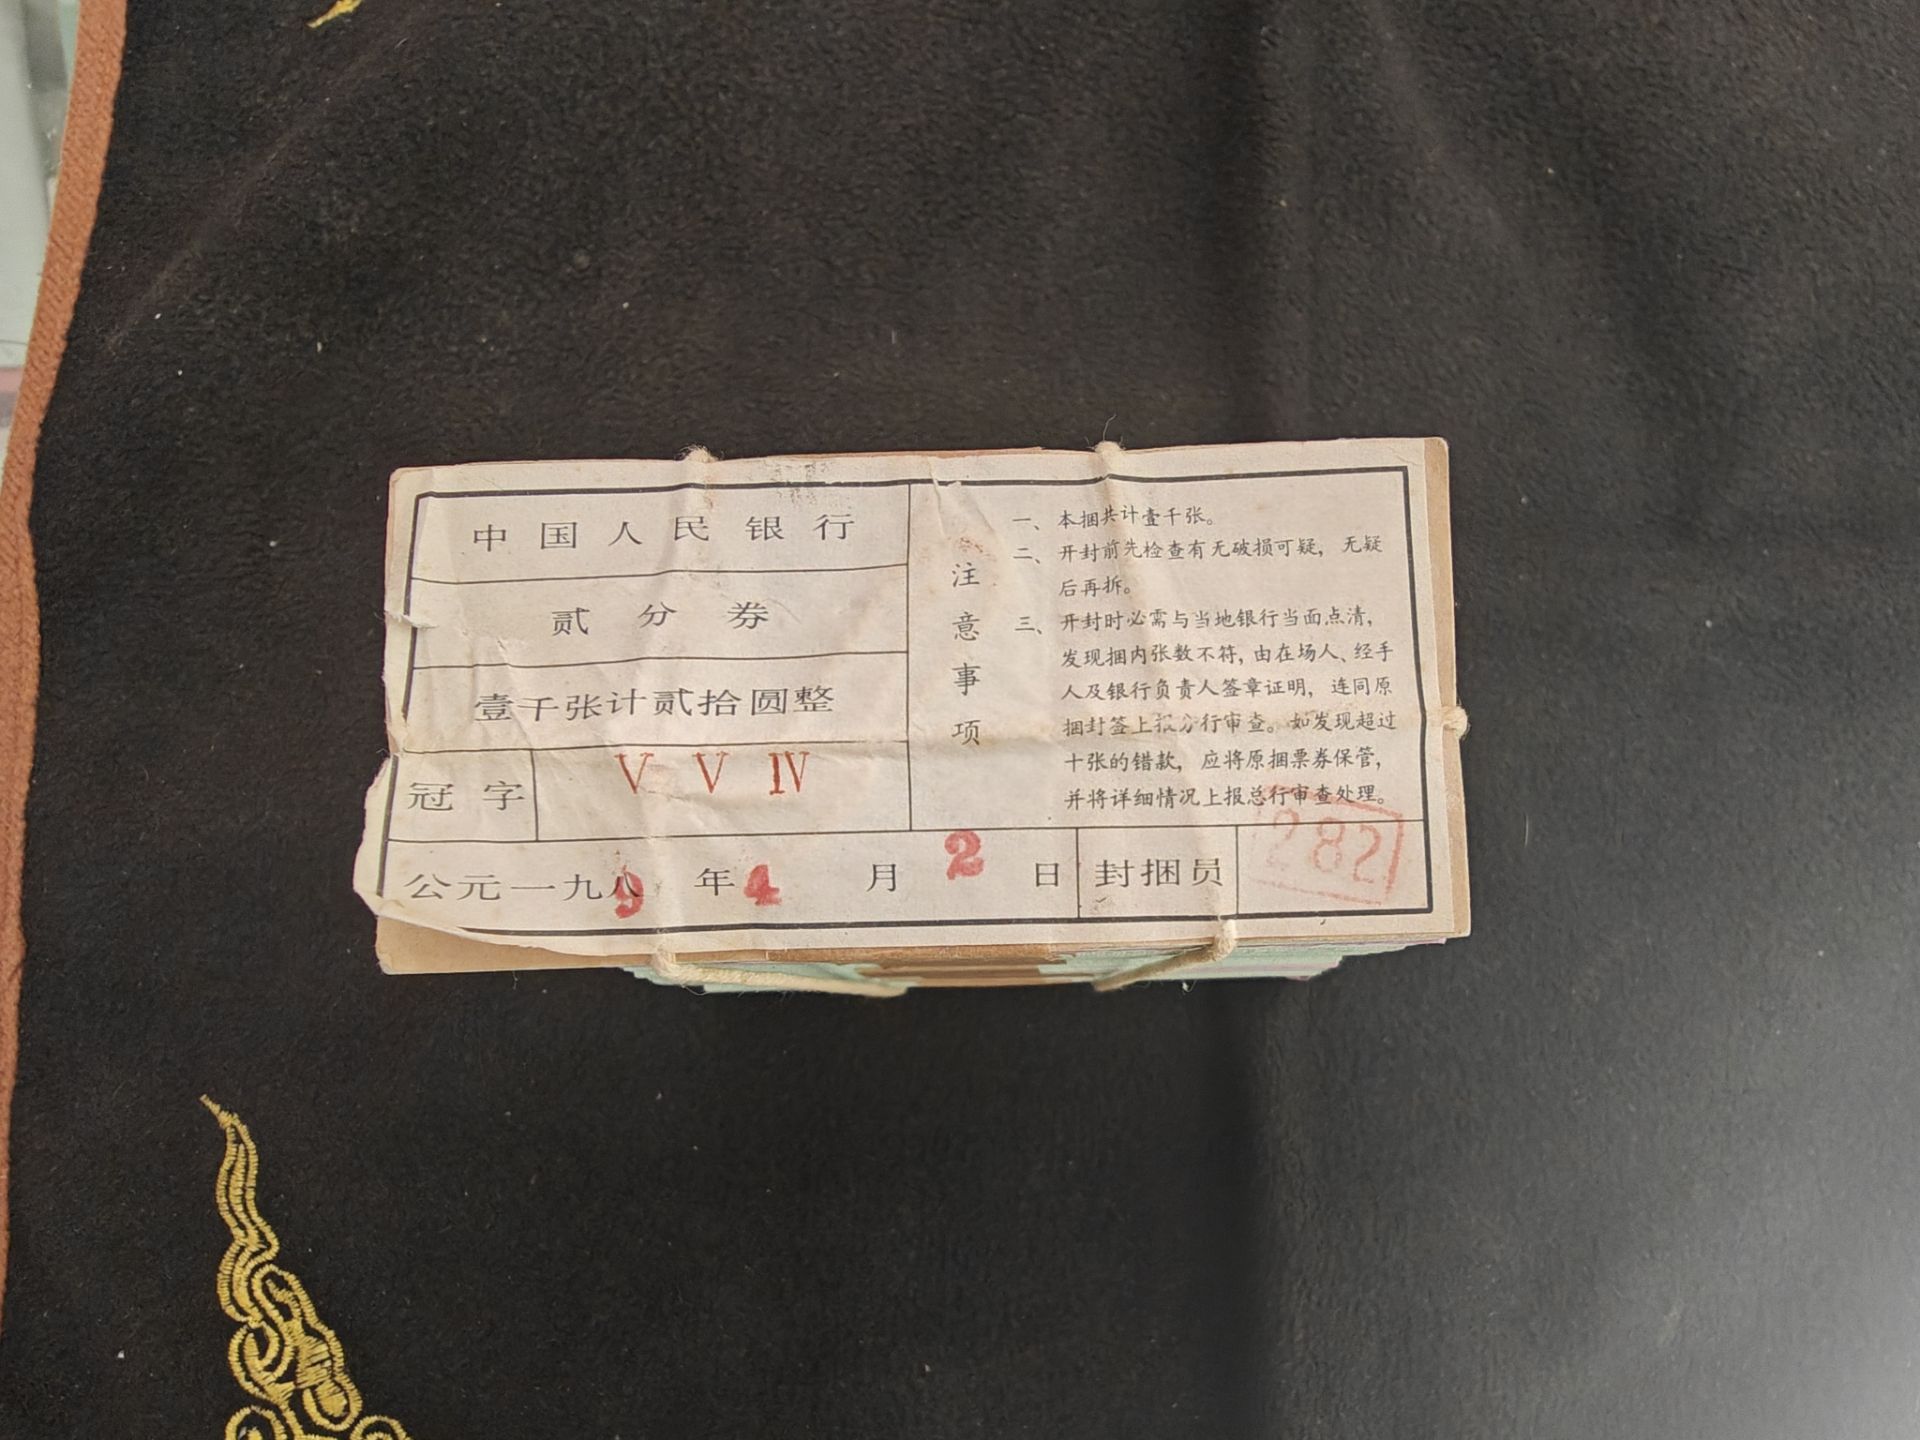 中国人民银行
贰分券
壹千张计贰拾圆整
冠字 V V IV
注意事项
一、本捆共计壹千张。
二、开封前先检查有无破损可疑，无疑
后再拆。
三、开封时必需与当地银行当面点清，
发现捆内张数不符，由在场人、经手
人及银行负责人签章证明，连同原
捆封签上报分行审查。如发现超过
十张的错款，应将原捆票券保管，
并将详细情况上报总行审查处理。
公元一九八9年4月2日 封捆员 282